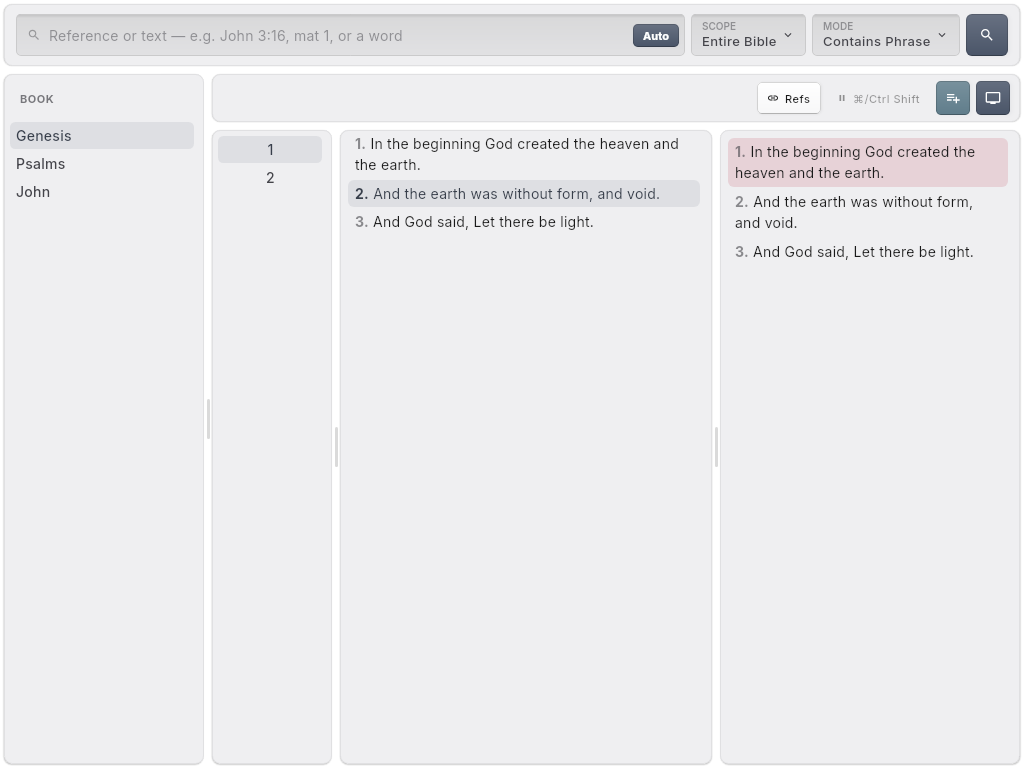 Reference or text — e.g. John 3:16, mat 1, or a word
Auto
SCOPE
Entire Bible
MODE
Contains Phrase
BOOK
Genesis
Psalms
John
Refs
⌘/Ctrl Shift
1
2
1. In the beginning God created the heaven and
the earth.
2. And the earth was without form, and void.
3. And God said, Let there be light.
1. In the beginning God created the
heaven and the earth.
2. And the earth was without form,
and void.
3. And God said, Let there be light.